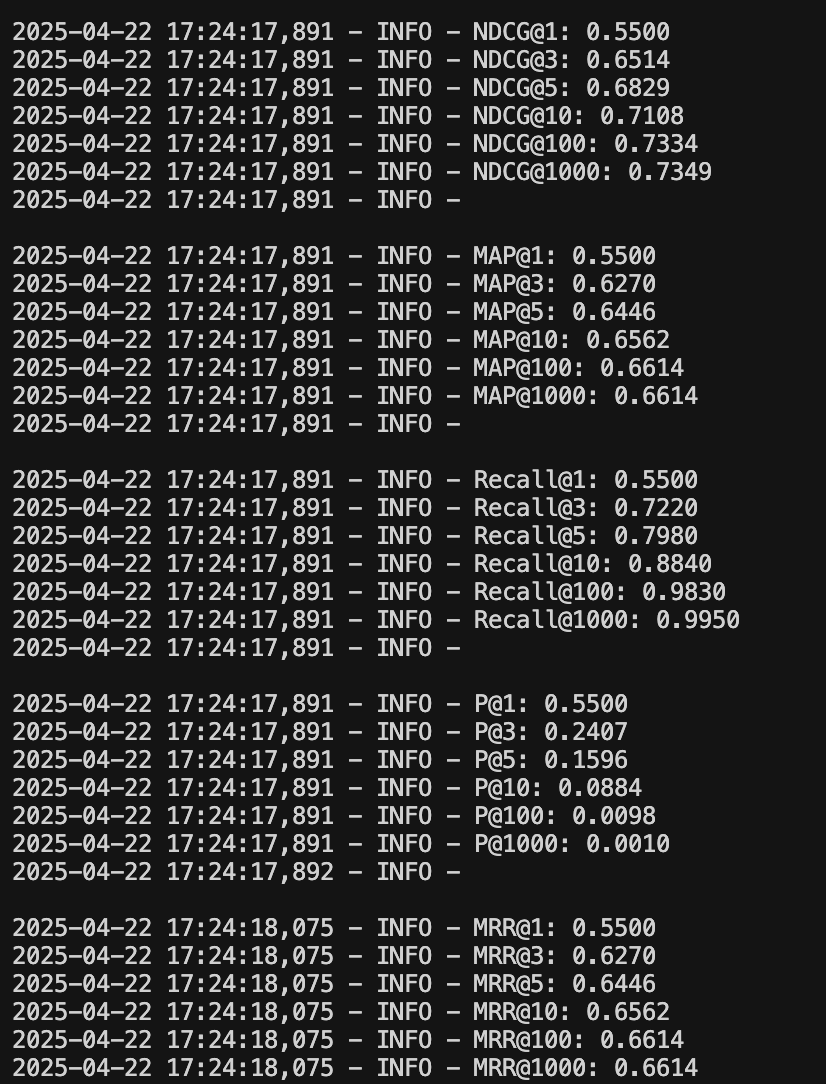 2025-04-22 17:24:17,891 - INFO - NDCG@1: 0.5500
2025-04-22 17:24:17,891 - INFO - NDCG@3: 0.6514
2025-04-22 17:24:17,891 - INFO - NDCG@5: 0.6829
2025-04-22 17:24:17,891 - INFO - NDCG@10: 0.7108
2025-04-22 17:24:17,891 - INFO - NDCG@100: 0.7334
2025-04-22 17:24:17,891 - INFO - NDCG@1000: 0.7349
2025-04-22 17:24:17,891 - INFO -
2025-04-22 17:24:17,891 - INFO - MAP@1: 0.5500
2025-04-22 17:24:17,891 - INFO - MAP@3: 0.6270
2025-04-22 17:24:17,891 - INFO - MAP@5: 0.6446
2025-04-22 17:24:17,891 - INFO - MAP@10: 0.6562
2025-04-22 17:24:17,891 - INFO - MAP@100: 0.6614
2025-04-22 17:24:17,891 - INFO - MAP@1000: 0.6614
2025-04-22 17:24:17,891 - INFO -
2025-04-22 17:24:17,891 - INFO - Recall@1: 0.5500
2025-04-22 17:24:17,891 - INFO - Recall@3: 0.7220
2025-04-22 17:24:17,891 - INFO - Recall@5: 0.7980
2025-04-22 17:24:17,891 - INFO - Recall@10: 0.8840
2025-04-22 17:24:17,891 - INFO - Recall@100: 0.9830
2025-04-22 17:24:17,891 - INFO - Recall@1000: 0.9950
2025-04-22 17:24:17,891 - INFO -
2025-04-22 17:24:17,891 - INFO - P@1: 0.5500
2025-04-22 17:24:17,891 - INFO - P@3: 0.2407
2025-04-22 17:24:17,891 - INFO - P@5: 0.1596
2025-04-22 17:24:17,891 - INFO - P@10: 0.0884
2025-04-22 17:24:17,891 - INFO - P@100: 0.0098
2025-04-22 17:24:17,891 - INFO - P@1000: 0.0010
2025-04-22 17:24:17,892 - INFO -
2025-04-22 17:24:18,075 - INFO - MRR@1: 0.5500
2025-04-22 17:24:18,075 - INFO - MRR@3: 0.6270
2025-04-22 17:24:18,075 - INFO - MRR@5: 0.6446
2025-04-22 17:24:18,075 - INFO - MRR@10: 0.6562
2025-04-22 17:24:18,075 - INFO - MRR@100: 0.6614
2025-04-22 17:24:18,075 - INFO - MRR@1000: 0.6614